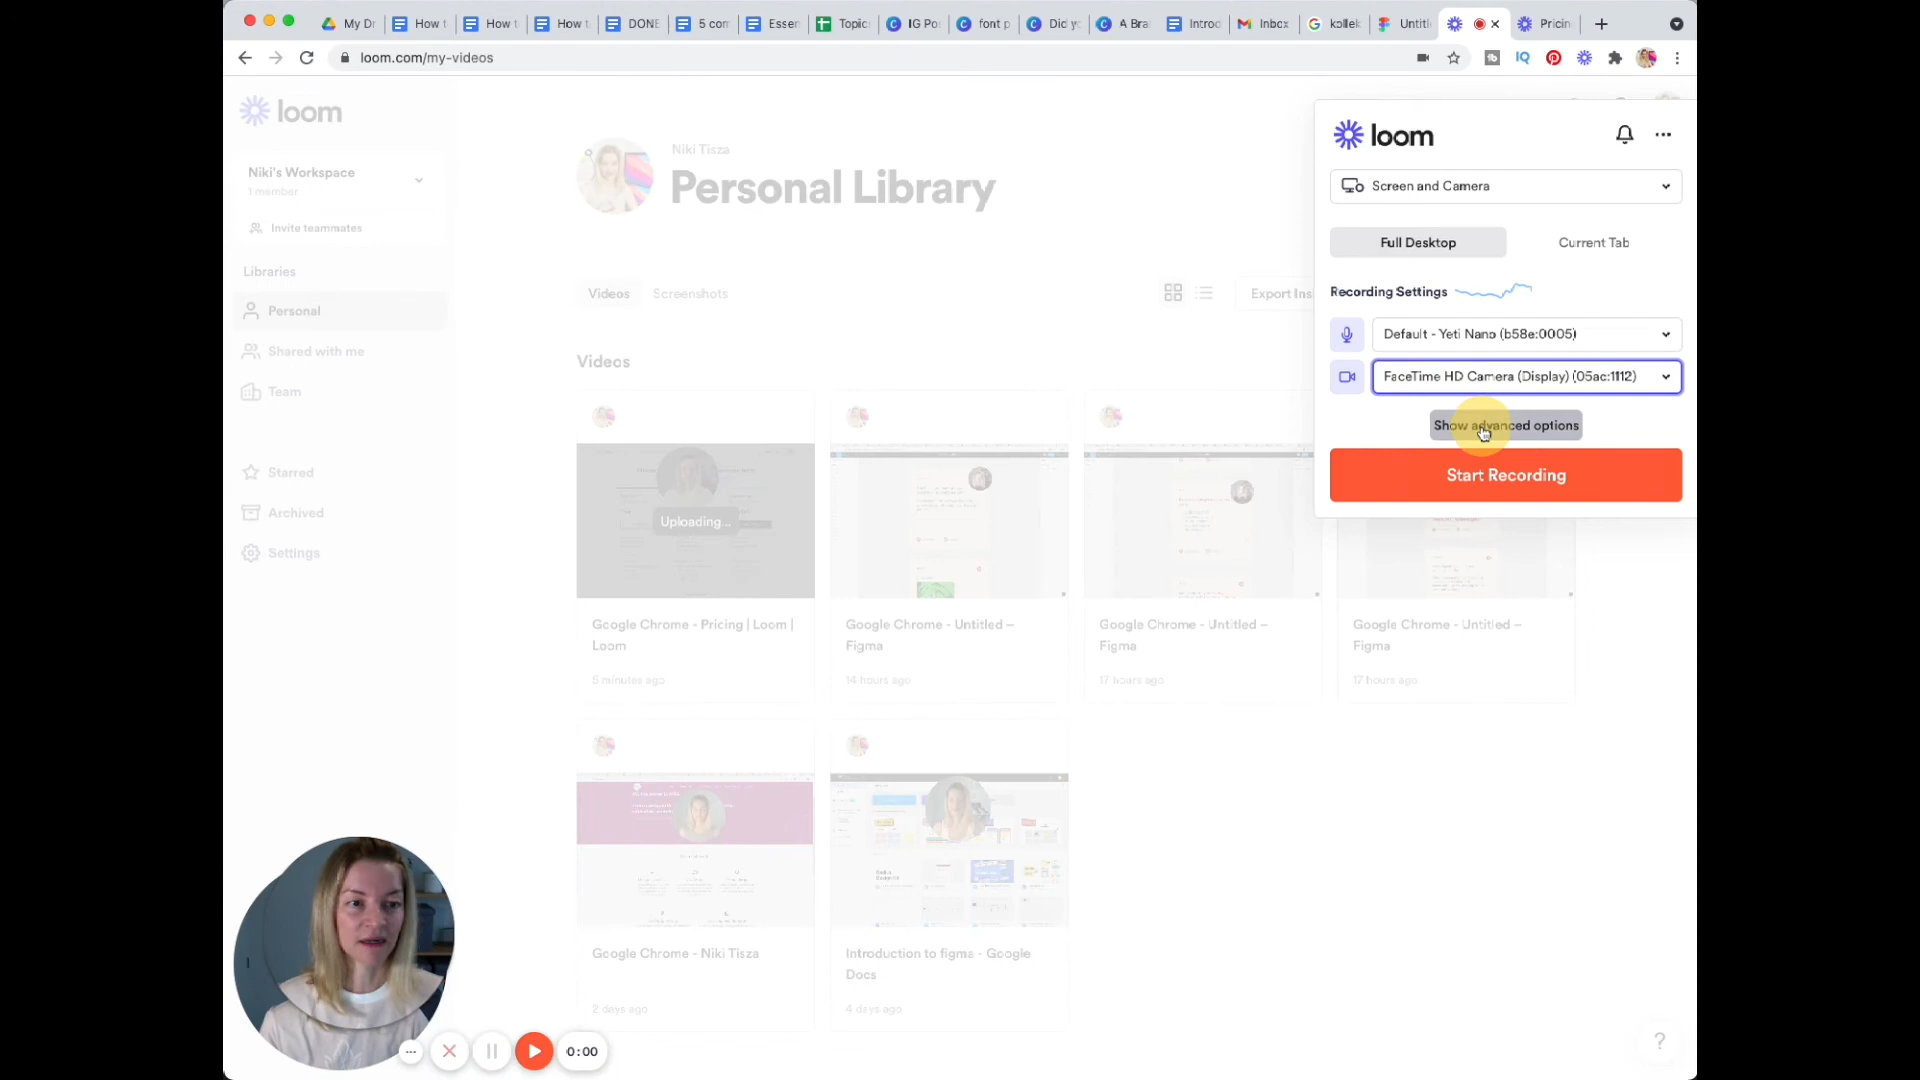 My Dr
How t
How t
How t
DONE
5 com
Essen
Topic
IG Po
font p
Did yo
A Bra
Introd
Inbox
kollek
Untitl
Pricin
loom.com/my-videos
IQ
loom
Niki's Workspace
1 member
Invite teammates
Libraries
Personal
Shared with me
Team
Starred
Archived
Settings
Niki Tisza
Personal Library
Videos
Screenshots
Export Ins
Videos
Uploading...
Google Chrome - Pricing | Loom |
Loom
5 minutes ago
Google Chrome - Untitled –
Figma
14 hours ago
Google Chrome - Untitled –
Figma
17 hours ago
Google Chrome - Untitled –
Figma
17 hours ago
Google Chrome - Niki Tisza
2 days ago
Introduction to figma - Google
Docs
4 days ago
loom
Screen and Camera
Full Desktop
Current Tab
Recording Settings
Default - Yeti Nano (b58e:0005)
FaceTime HD Camera (Display) (05ac:1112)
Show advanced options
Start Recording
0:00
?